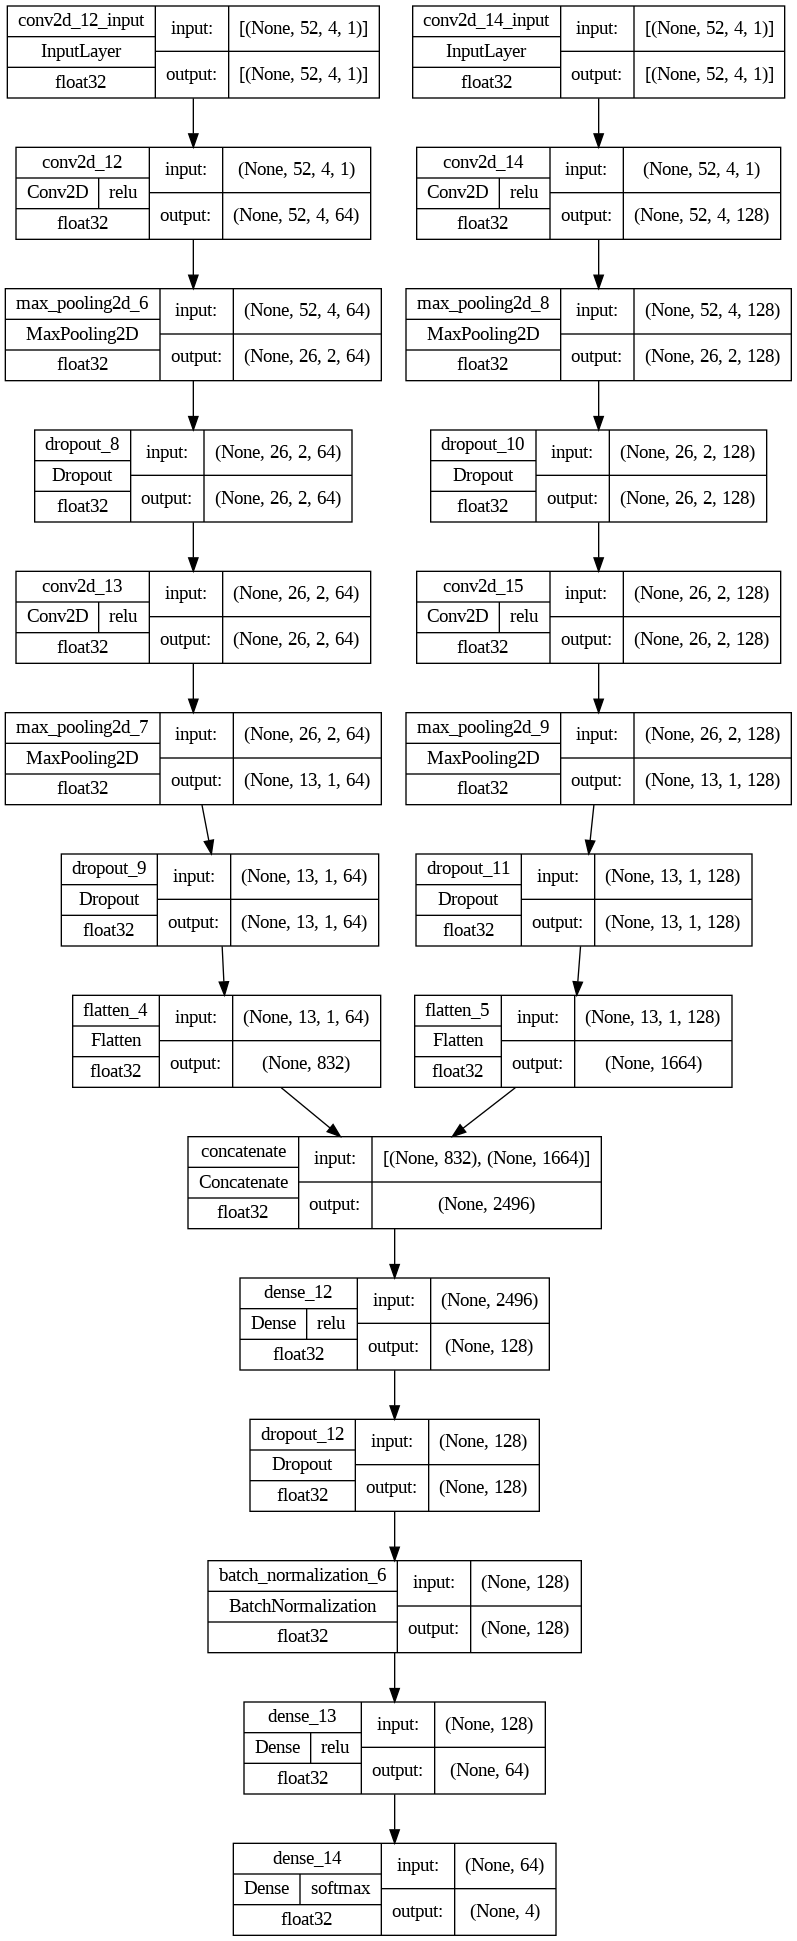 conv2d_12_input
InputLayer
float32
input:
[(None, 52, 4, 1)]
output:
[(None, 52, 4, 1)]
conv2d_14_input
InputLayer
float32
input:
[(None, 52, 4, 1)]
output:
[(None, 52, 4, 1)]
conv2d_12
Conv2D
relu
float32
input:
(None, 52, 4, 1)
output:
(None, 52, 4, 64)
conv2d_14
Conv2D
relu
float32
input:
(None, 52, 4, 1)
output:
(None, 52, 4, 128)
max_pooling2d_6
MaxPooling2D
float32
input:
(None, 52, 4, 64)
output:
(None, 26, 2, 64)
max_pooling2d_8
MaxPooling2D
float32
input:
(None, 52, 4, 128)
output:
(None, 26, 2, 128)
dropout_8
Dropout
float32
input:
(None, 26, 2, 64)
output:
(None, 26, 2, 64)
dropout_10
Dropout
float32
input:
(None, 26, 2, 128)
output:
(None, 26, 2, 128)
conv2d_13
Conv2D
relu
float32
input:
(None, 26, 2, 64)
output:
(None, 26, 2, 64)
conv2d_15
Conv2D
relu
float32
input:
(None, 26, 2, 128)
output:
(None, 26, 2, 128)
max_pooling2d_7
MaxPooling2D
float32
input:
(None, 26, 2, 64)
output:
(None, 13, 1, 64)
max_pooling2d_9
MaxPooling2D
float32
input:
(None, 26, 2, 128)
output:
(None, 13, 1, 128)
dropout_9
Dropout
float32
input:
(None, 13, 1, 64)
output:
(None, 13, 1, 64)
dropout_11
Dropout
float32
input:
(None, 13, 1, 128)
output:
(None, 13, 1, 128)
flatten_4
Flatten
float32
input:
(None, 13, 1, 64)
output:
(None, 832)
flatten_5
Flatten
float32
input:
(None, 13, 1, 128)
output:
(None, 1664)
concatenate
Concatenate
float32
input:
[(None, 832), (None, 1664)]
output:
(None, 2496)
dense_12
Dense
relu
float32
input:
(None, 2496)
output:
(None, 128)
dropout_12
Dropout
float32
input:
(None, 128)
output:
(None, 128)
batch_normalization_6
BatchNormalization
float32
input:
(None, 128)
output:
(None, 128)
dense_13
Dense
relu
float32
input:
(None, 128)
output:
(None, 64)
dense_14
Dense
softmax
float32
input:
(None, 64)
output:
(None, 4)